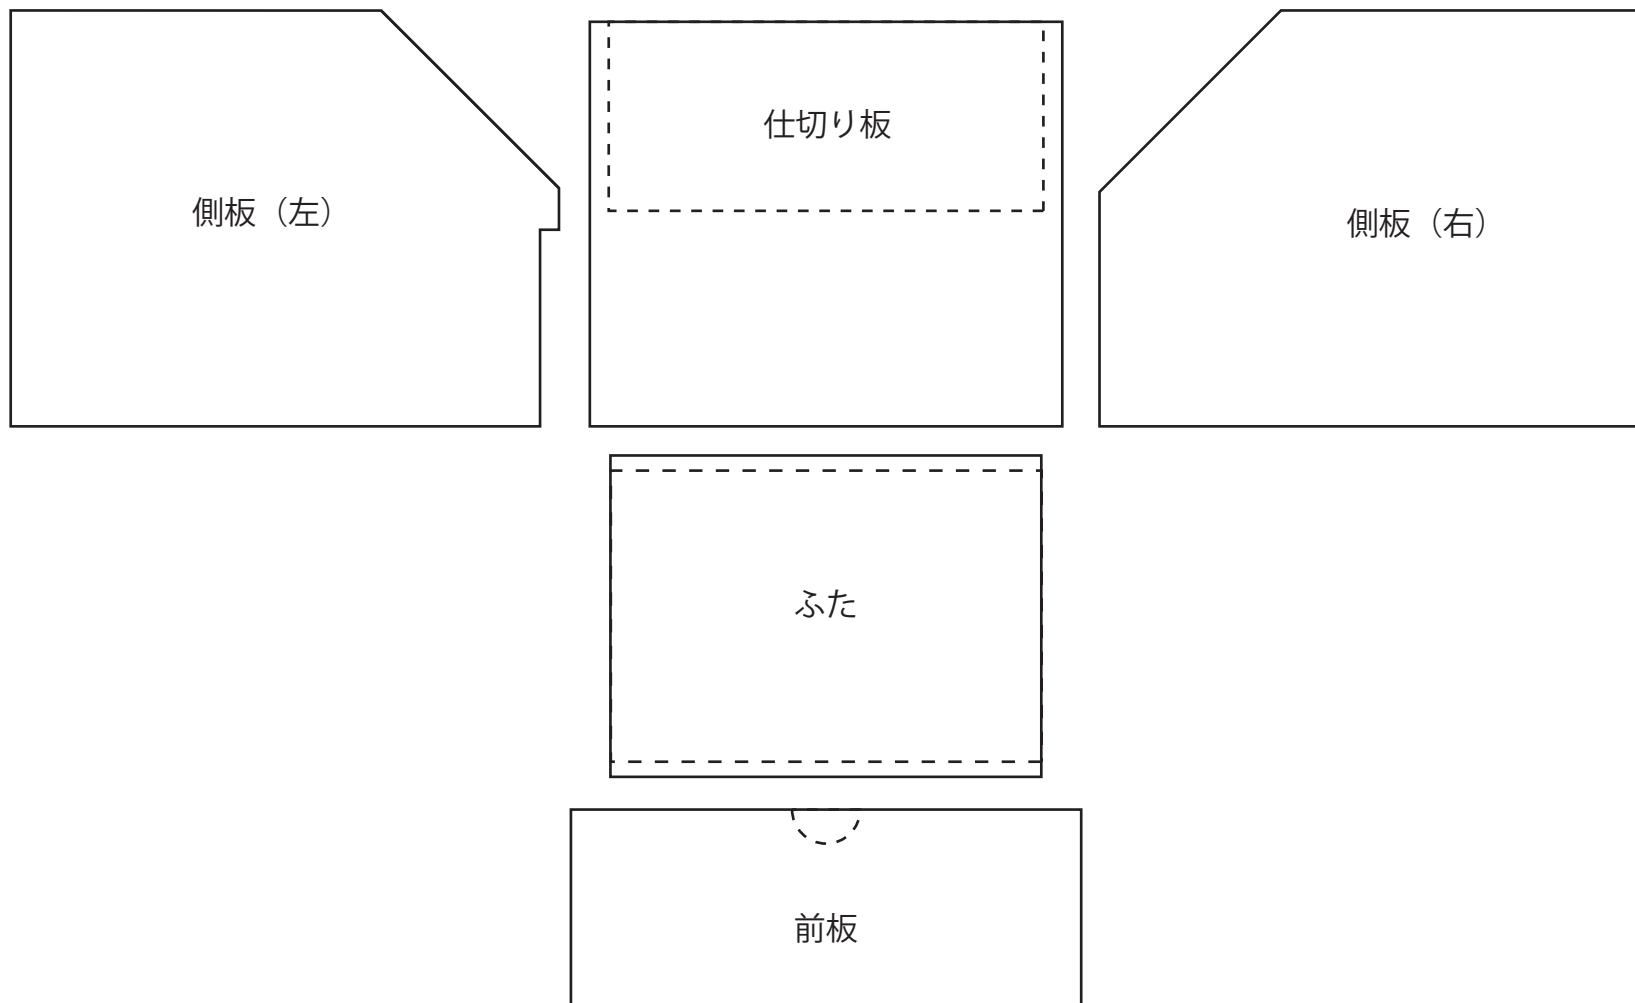 仕切り板
側板（左）
側板（右）
ふた
前板